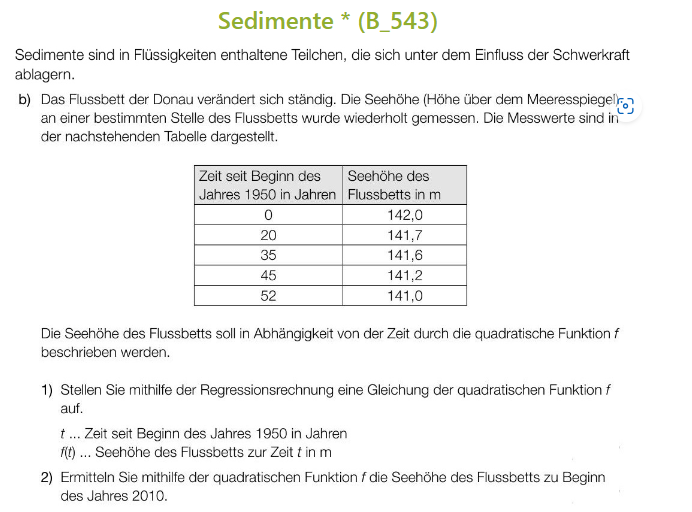 Sedimente * (B_543)
Sedimente sind in Flüssigkeiten enthaltene Teilchen, die sich unter dem Einfluss der Schwerkraft
ablagern.
b) Das Flussbett der Donau verändert sich ständig. Die Seehöhe (Höhe über dem Meeresspiegel)
an einer bestimmten Stelle des Flussbetts wurde wiederholt gemessen. Die Messwerte sind in
der nachstehenden Tabelle dargestellt.
Zeit seit Beginn des Seehöhe des
Jahres 1950 in Jahren Flussbetts in m
0 142,0
20 141,7
35 141,6
45 141,2
52 141,0
Die Seehöhe des Flussbetts soll in Abhängigkeit von der Zeit durch die quadratische Funktion f
beschrieben werden.
1) Stellen Sie mithilfe der Regressionsrechnung eine Gleichung der quadratischen Funktion f
auf.
t ... Zeit seit Beginn des Jahres 1950 in Jahren
f(t) ... Seehöhe des Flussbetts zur Zeit t in m
2) Ermitteln Sie mithilfe der quadratischen Funktion f die Seehöhe des Flussbetts zu Beginn
des Jahres 2010.